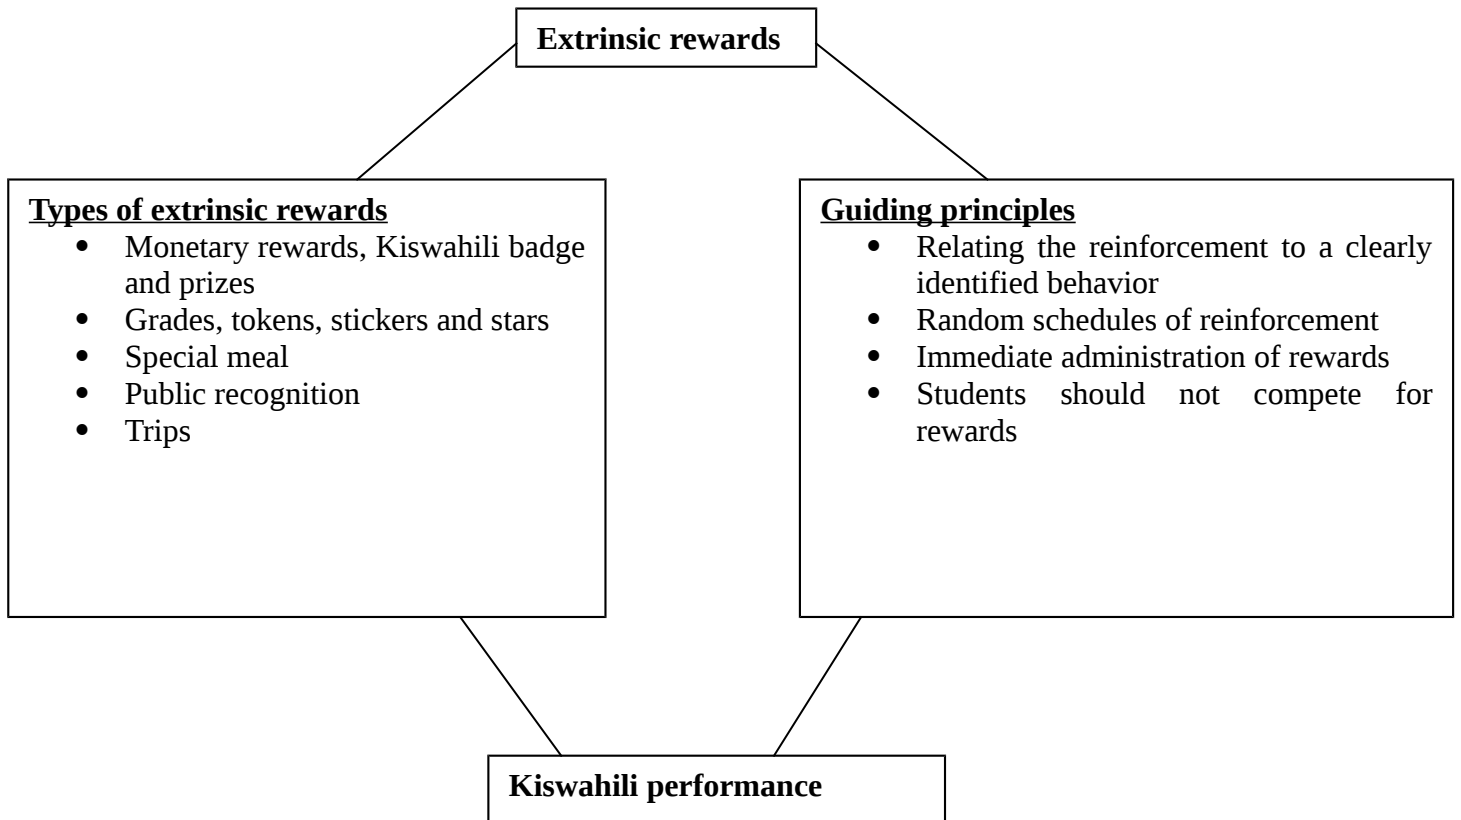 Extrinsic rewards
Types of extrinsic rewards
• Monetary rewards, Kiswahili badge
and prizes
• Grades, tokens, stickers and stars
• Special meal
• Public recognition
• Trips
Guiding principles
• Relating the reinforcement to a clearly
identified behavior
• Random schedules of reinforcement
• Immediate administration of rewards
• Students should not compete for
rewards
Kiswahili performance